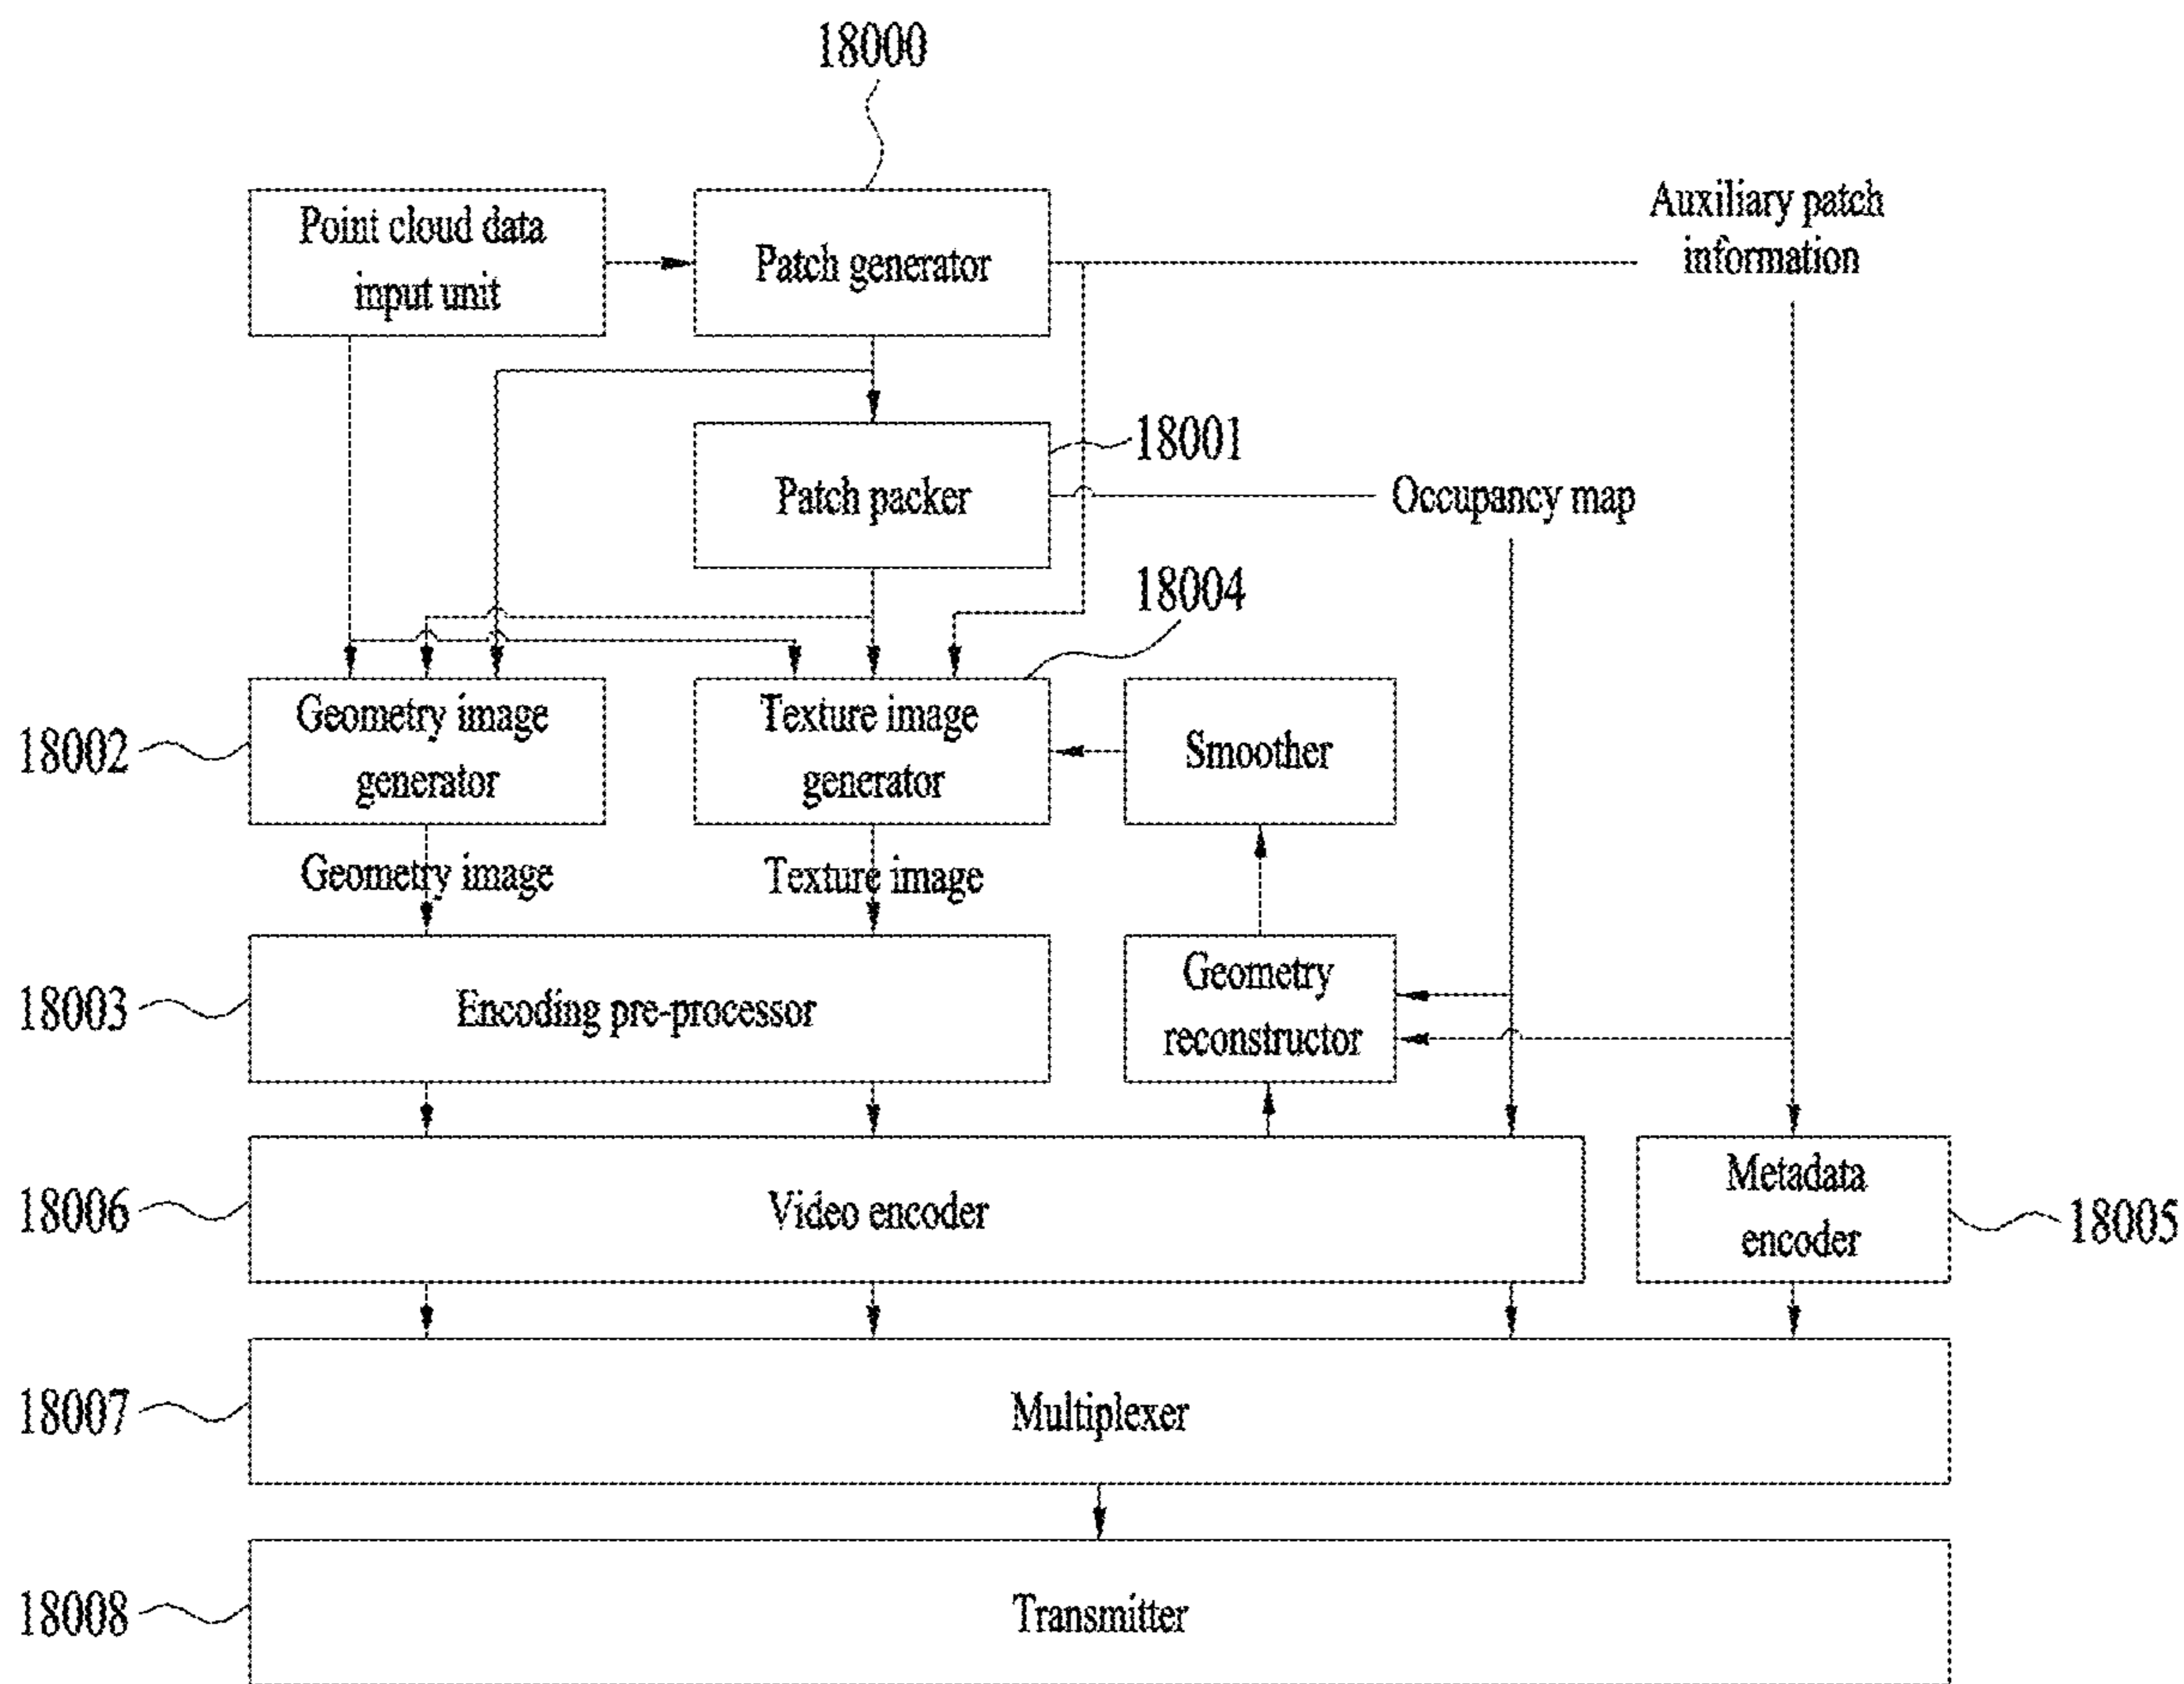 18000
Point cloud data
input unit
Patch generator
Auxiliary patch
information
18001
Patch packer
Occupancy map
18004
18002
Geometry image
generator
Texture image
generator
Smoother
Geometry image
Texture image
18003
Encoding pre-processor
Geometry
reconstructor
18006
Video encoder
Metadata
encoder
18005
18007
Multiplexer
18008
Transmitter